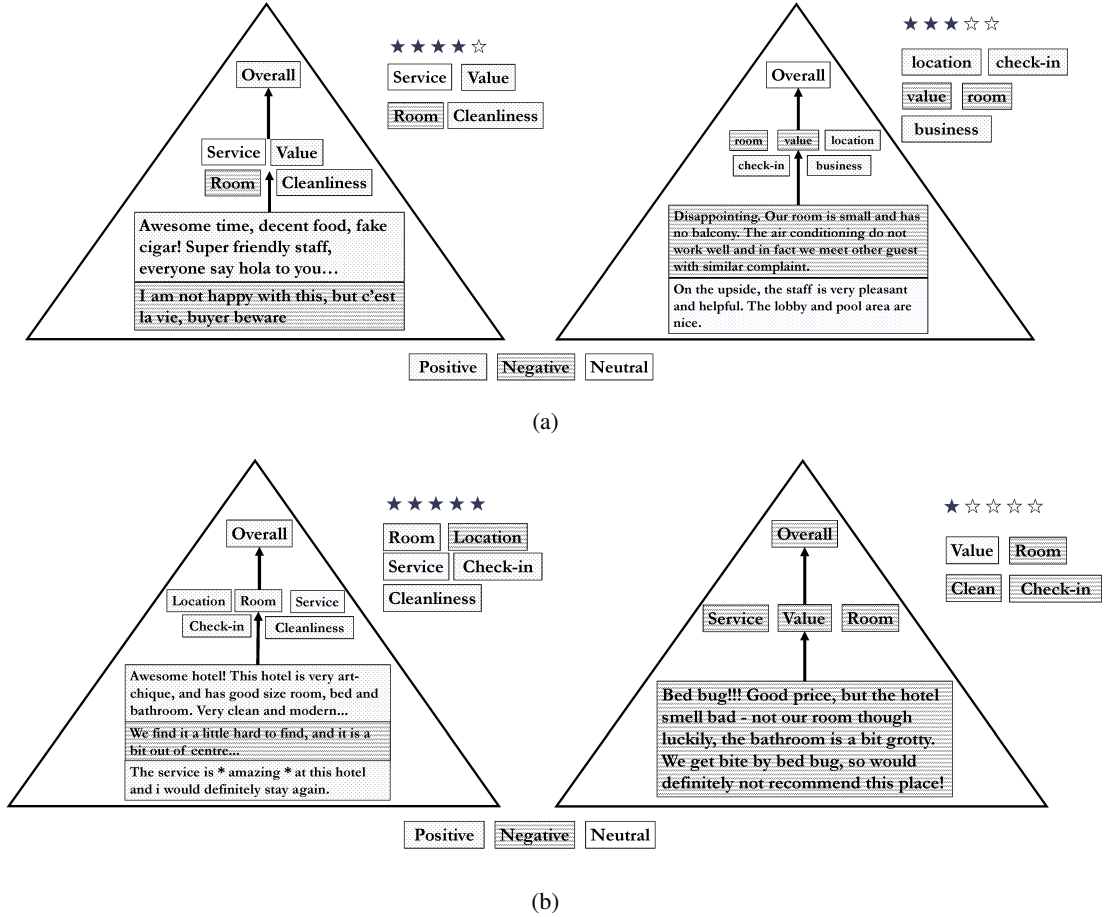 Overall
Service Value
Room Cleanliness
Awesome time, decent food, fake
cigar! Super friendly staff,
everyone say hola to you…
I am not happy with this, but c'est
la vie, buyer beware
★★★★☆
Service Value
Room Cleanliness
Overall
room value location
check-in business
Disappointing. Our room is small and has
no balcony. The air conditioning do not
work well and in fact we meet other guest
with similar complaint.
On the upside, the staff is very pleasant
and helpful. The lobby and pool area are
nice.
★★★☆☆
location check-in
value room
business
Positive Negative Neutral
(a)
Overall
Location Room Service
Check-in Cleanliness
Awesome hotel! This hotel is very art-
chique, and has good size room, bed and
bathroom. Very clean and modern...
We find it a little hard to find, and it is a
bit out of centre...
The service is * amazing * at this hotel
and i would definitely stay again.
★★★★★
Room Location
Service Check-in
Cleanliness
Overall
Service Value Room
Bed bug!!! Good price, but the hotel
smell bad - not our room though
luckily, the bathroom is a bit grotty.
We get bite by bed bug, so would
definitely not recommend this place!
★☆☆☆☆
Value Room
Clean Check-in
Positive Negative Neutral
(b)